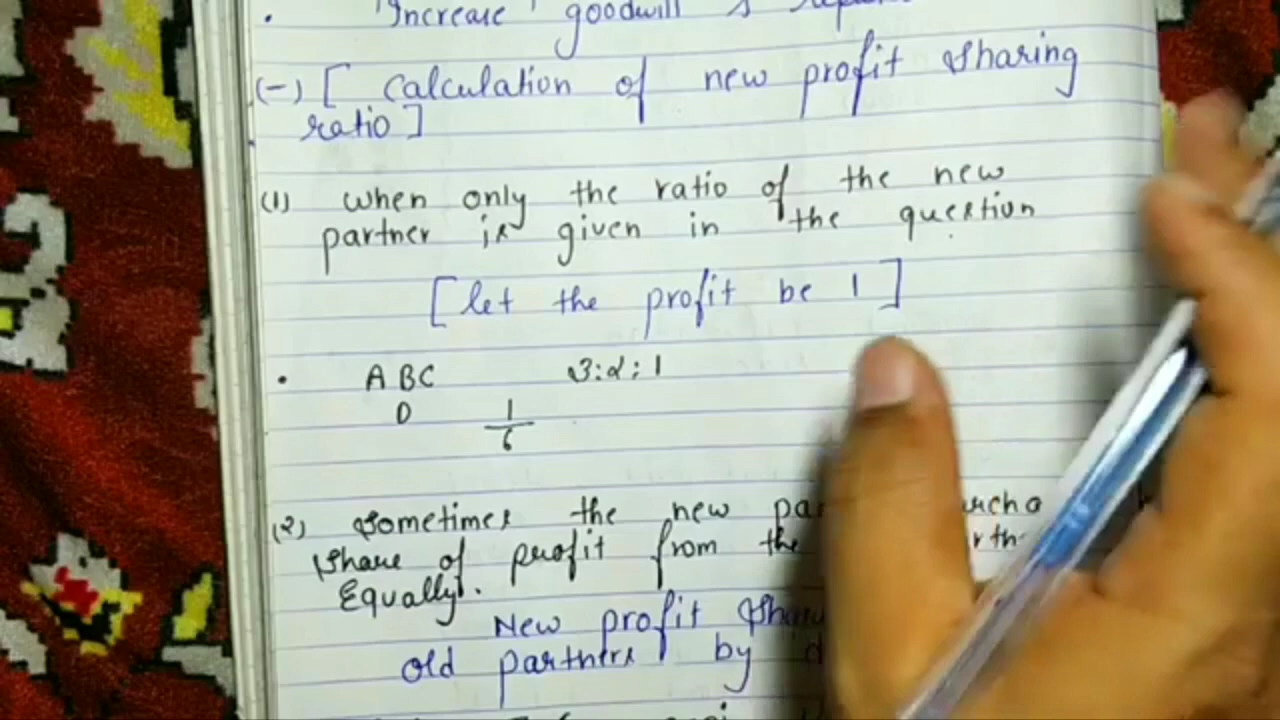 . 'Increase' goodwill is
(-) [ Calculation of new profit sharing
ratio]
(1) when only the ratio of the new
partner is given in the question
[let the profit be 1]
. A B C 3:2:1
D 1/6
(2) Sometimes the new
share of profit from the
Equally.
New profit
old partners by